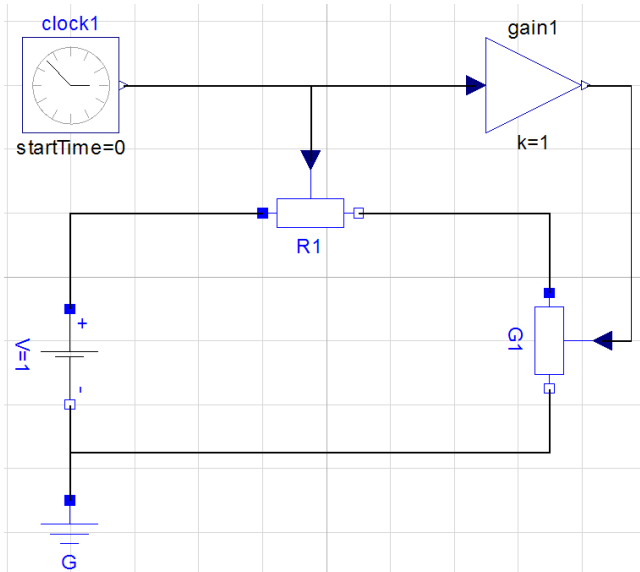 clock1
gain1
startTime=0
k=1
R1
+
V=1
G1
-
G